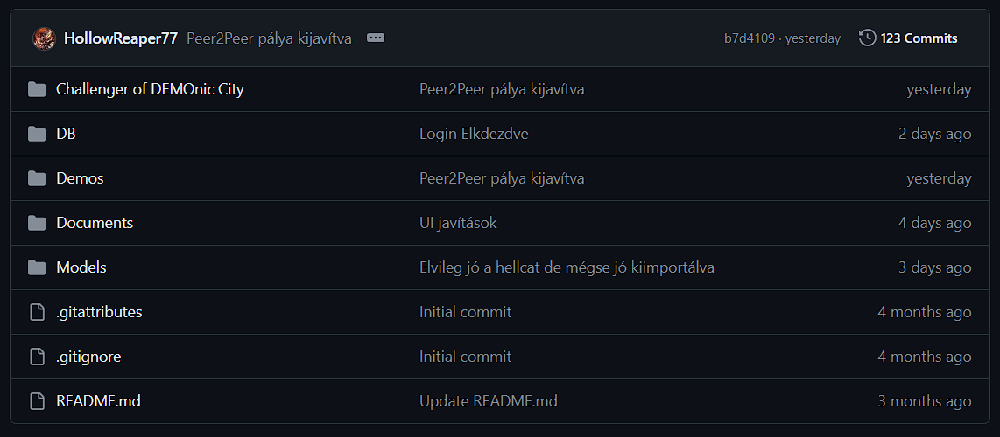 HollowReaper77 Peer2Peer pálya kijavítva b7d4109 · yesterday 123 Commits
Challenger of DEMOnic City Peer2Peer pálya kijavítva yesterday
DB Login Elkdezdve 2 days ago
Demos Peer2Peer pálya kijavítva yesterday
Documents UI javítások 4 days ago
Models Elvileg jó a hellcat de mégse jó kiimportálva 3 days ago
.gitattributes Initial commit 4 months ago
.gitignore Initial commit 4 months ago
README.md Update README.md 3 months ago